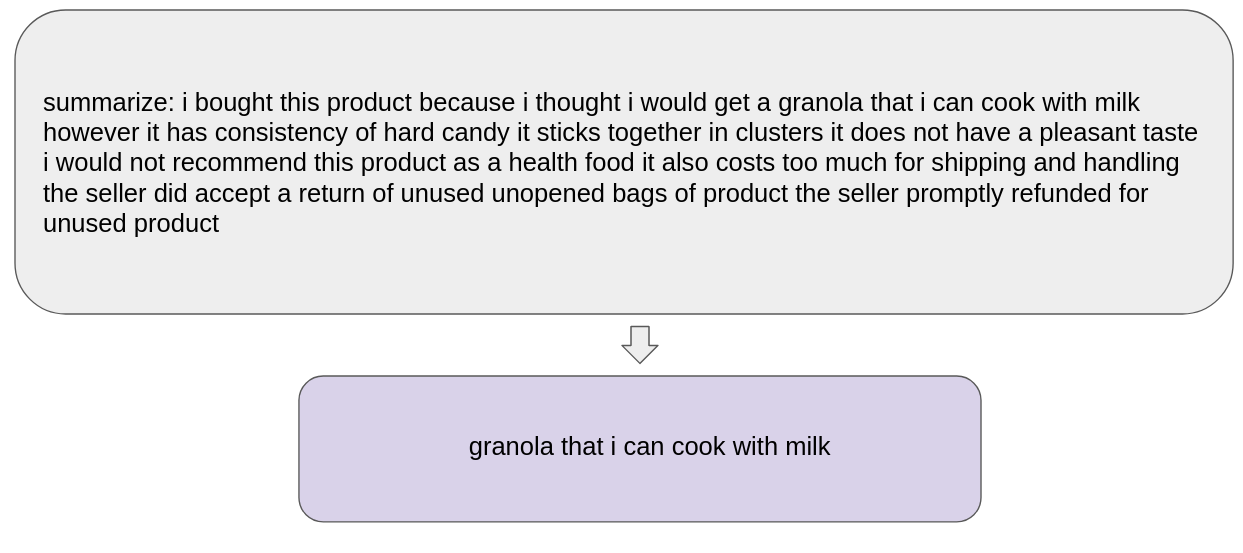 summarize: i bought this product because i thought i would get a granola that i can cook with milk
however it has consistency of hard candy it sticks together in clusters it does not have a pleasant taste
i would not recommend this product as a health food it also costs too much for shipping and handling
the seller did accept a return of unused unopened bags of product the seller promptly refunded for
unused product
granola that i can cook with milk